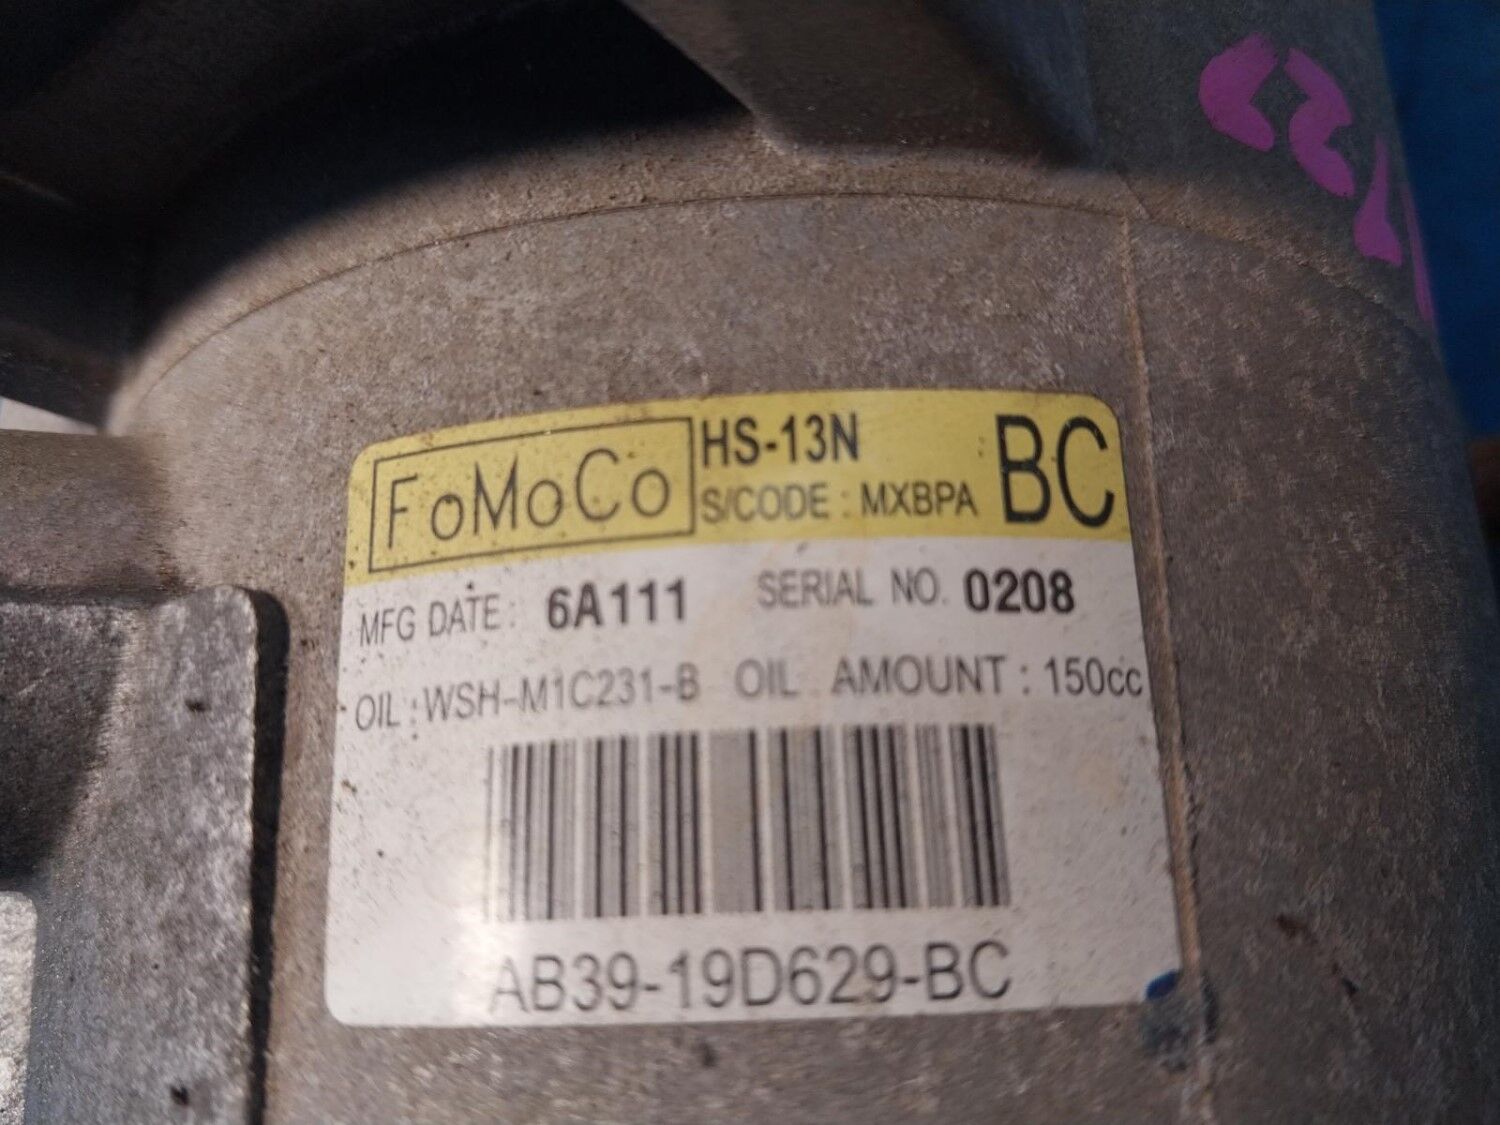 FoMoCo HS-13N BC
S/CODE : MXBPA
MFG DATE : 6A111 SERIAL NO. 0208
OIL : WSH-M1C231-B OIL AMOUNT : 150cc
AB39-19D629-BC